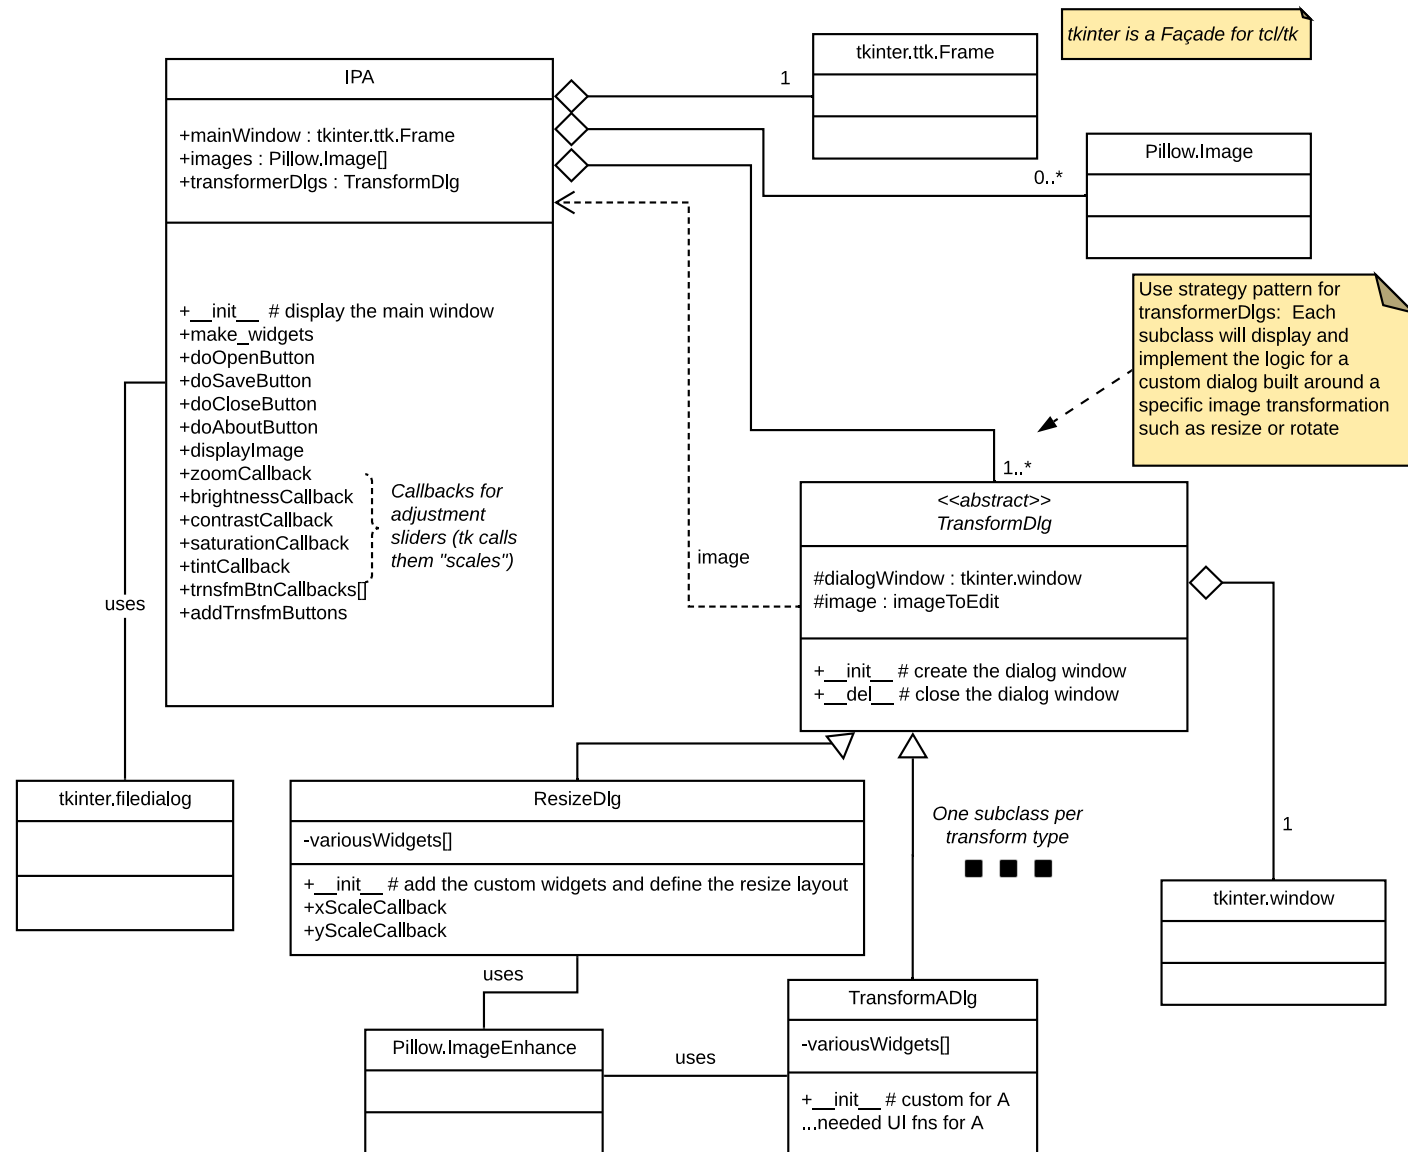 tkinter is a Façade for tcl/tk
tkinter.ttk.Frame
IPA
1
+mainWindow : tkinter.ttk.Frame
+images : Pillow.Image[]
+transformerDlgs : TransformDlg
Pillow.Image
0..*
Use strategy pattern for
transformerDlgs:  Each
subclass will display and
implement the logic for a
custom dialog built around a
specific image transformation
such as resize or rotate
+__init__  # display the main window
+make_widgets
+doOpenButton
+doSaveButton
+doCloseButton
+doAboutButton
+displayImage
+zoomCallback
+brightnessCallback
+contrastCallback
+saturationCallback
+tintCallback
+trnsfmBtnCallbacks[]
+addTrnsfmButtons
Callbacks for
adjustment
sliders (tk calls
them "scales")
1..*
<<abstract>>
TransformDlg
image
#dialogWindow : tkinter.window
#image : imageToEdit
uses
+__init__ # create the dialog window
+__del__ # close the dialog window
tkinter.filedialog
ResizeDlg
-variousWidgets[]
+__init__ # add the custom widgets and define the resize layout
+xScaleCallback
+yScaleCallback
One subclass per
transform type
1
tkinter.window
uses
TransformADlg
-variousWidgets[]
+__init__ # custom for A
...needed UI fns for A
Pillow.ImageEnhance
uses